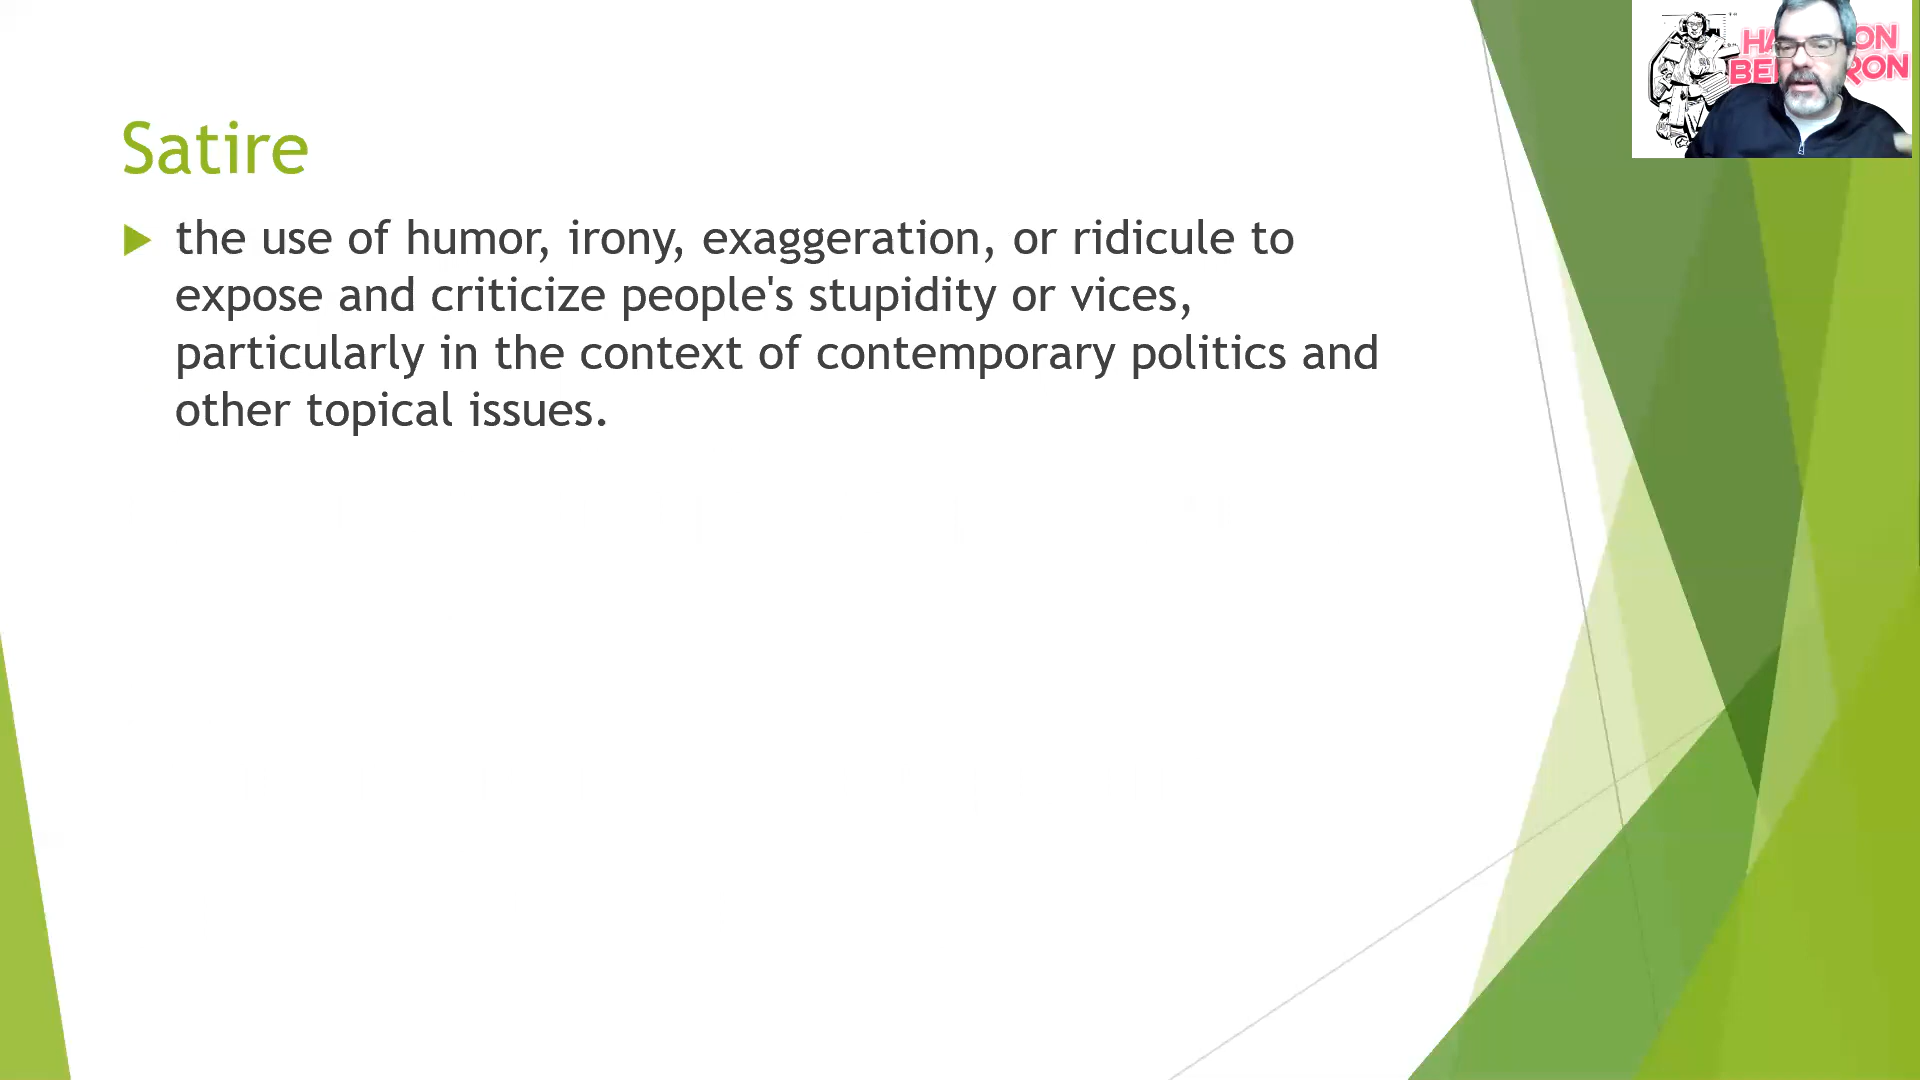 Satire
the use of humor, irony, exaggeration, or ridicule to
expose and criticize people's stupidity or vices,
particularly in the context of contemporary politics and
other topical issues.